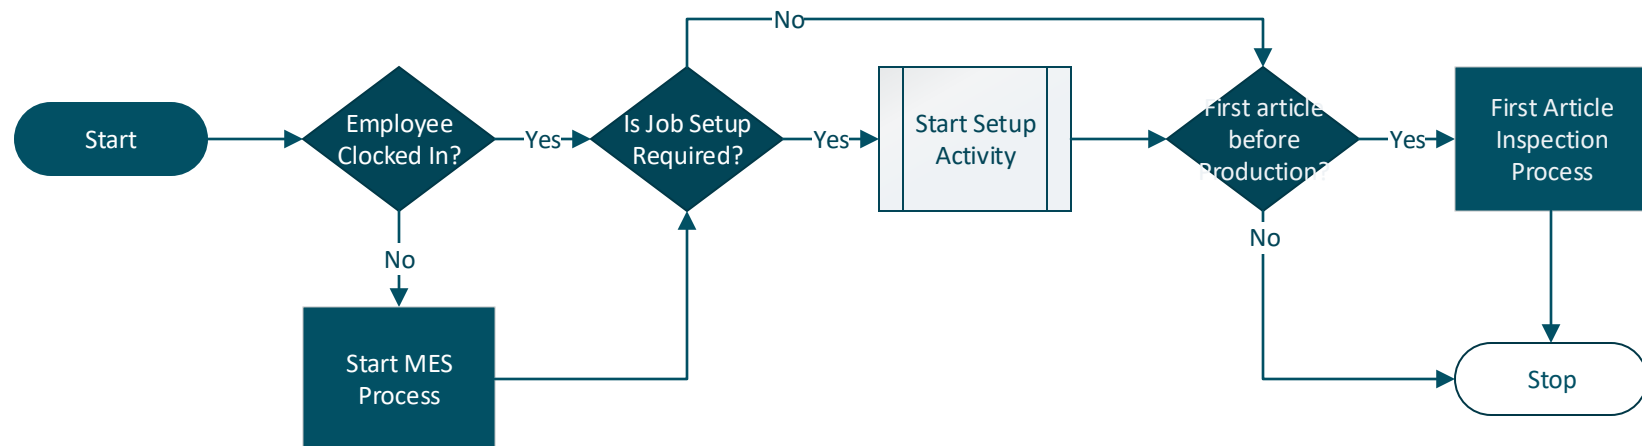 No
Start
Employee
Clocked In?
Yes
Is Job Setup
Required?
Yes
Start Setup
Activity
First article
before
Production?
Yes
First Article
Inspection
Process
No
No
Start MES
Process
Stop